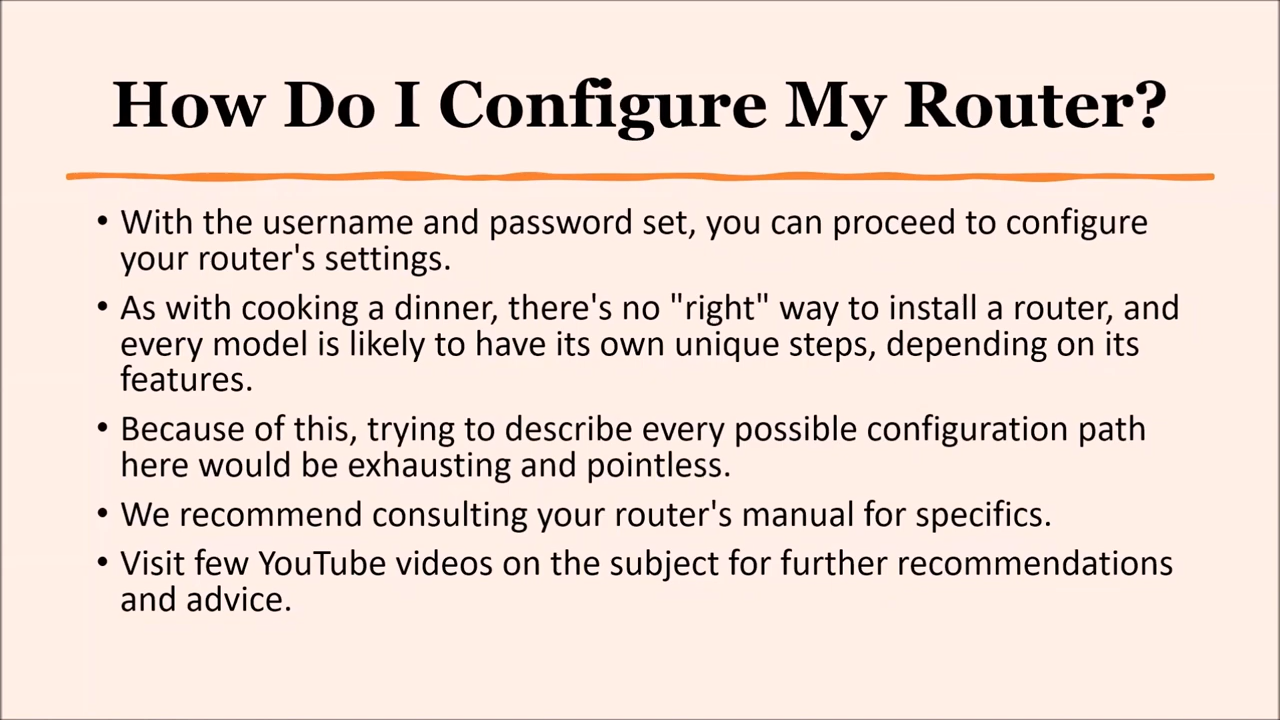 How Do I Configure My Router?
• With the username and password set, you can proceed to configure
your router's settings.
• As with cooking a dinner, there's no "right" way to install a router, and
every model is likely to have its own unique steps, depending on its
features.
• Because of this, trying to describe every possible configuration path
here would be exhausting and pointless.
• We recommend consulting your router's manual for specifics.
• Visit few YouTube videos on the subject for further recommendations
and advice.